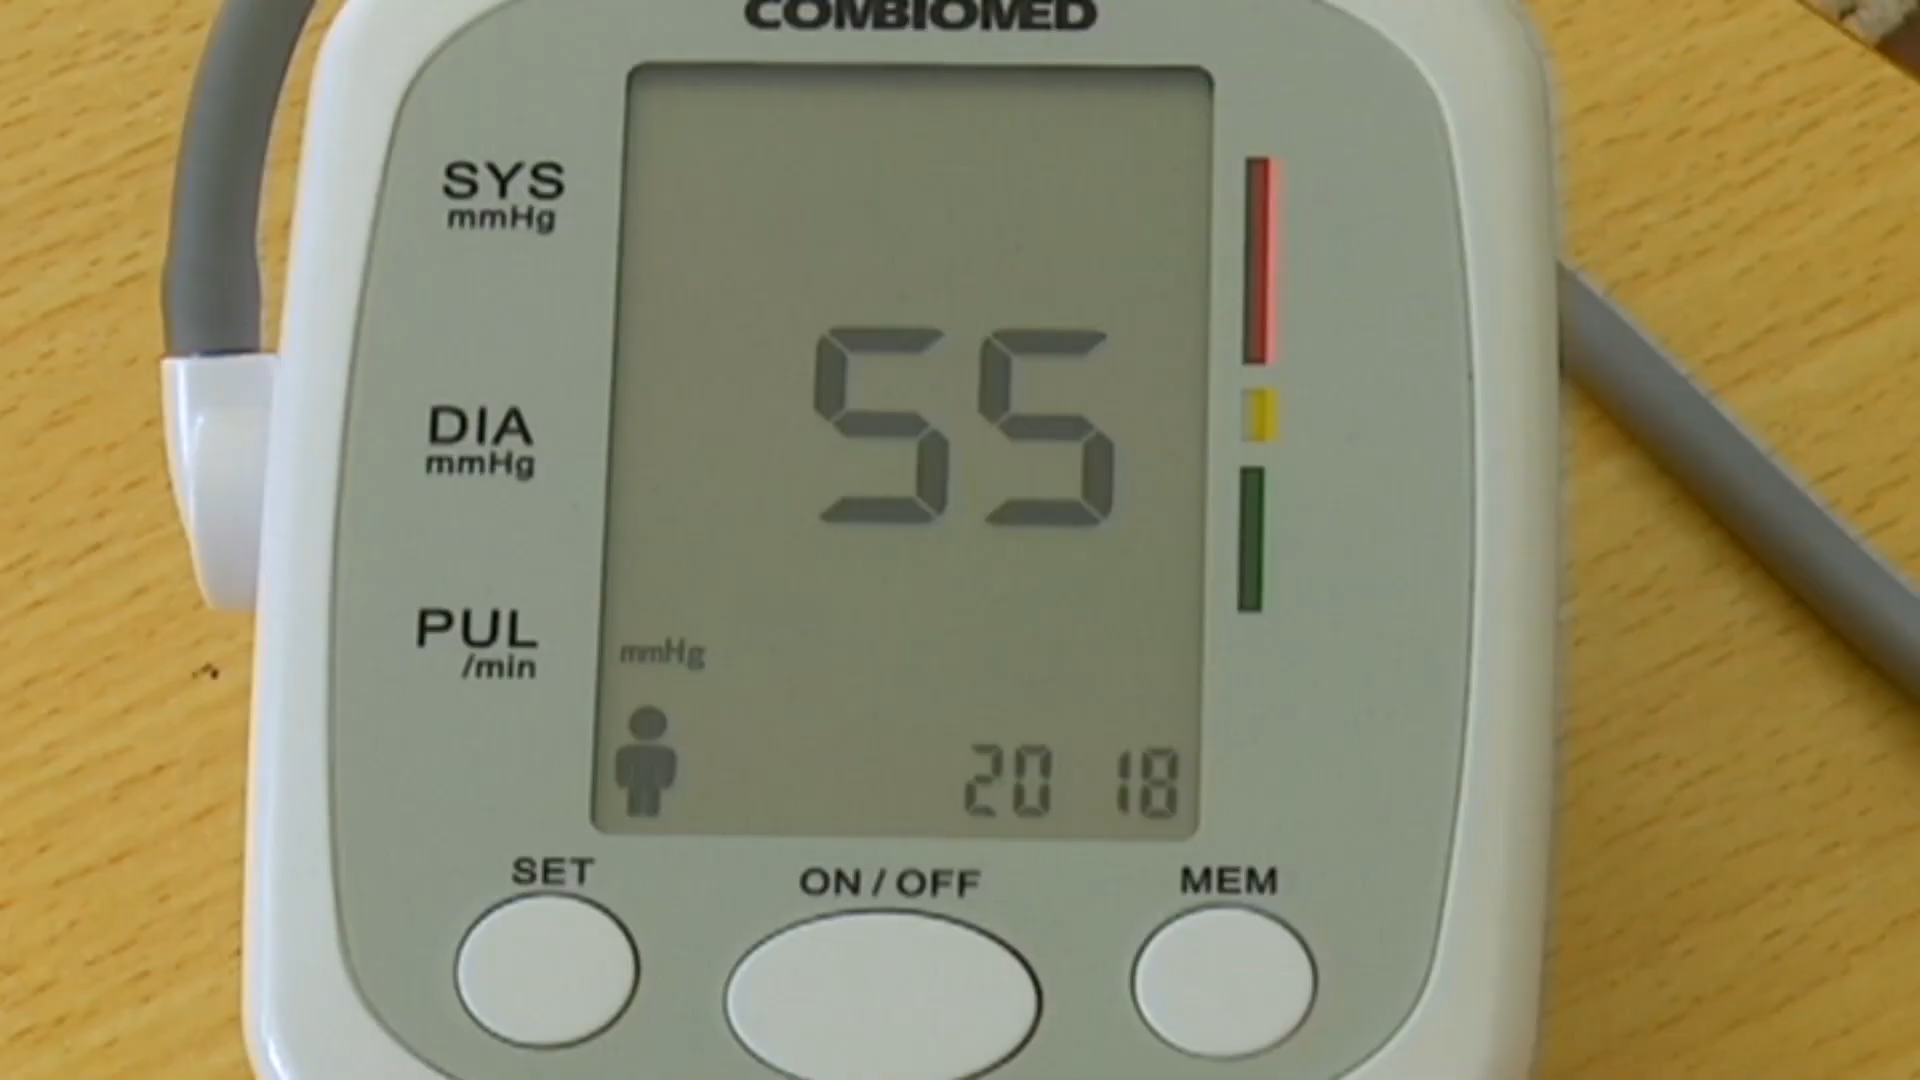 COMBIOMED
SYS
mmHg
55
DIA
mmHg
PUL
/min
mmHg
20 18
SET
ON / OFF
MEM